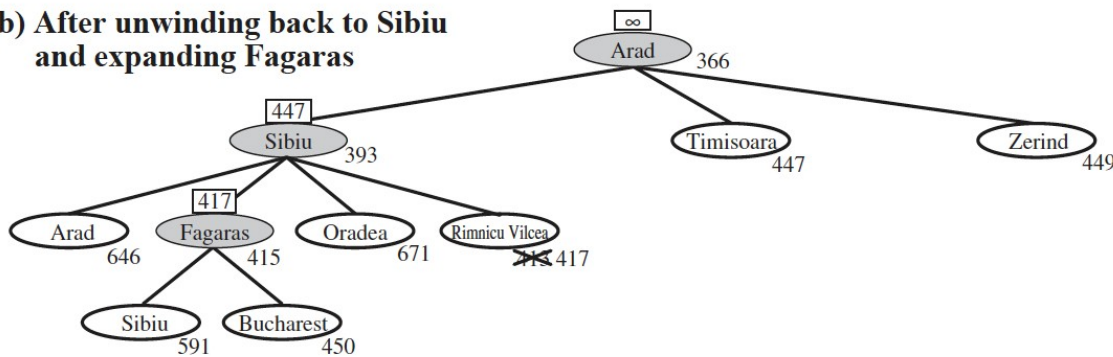 b) After unwinding back to Sibiu
and expanding Fagaras
∞
Arad 366
447
Sibiu 393
Timisoara 447
Zerind 449
417
Arad 646
Fagaras 415
Oradea 671
Rimnicu Vilcea
413 417
Sibiu 591
Bucharest 450